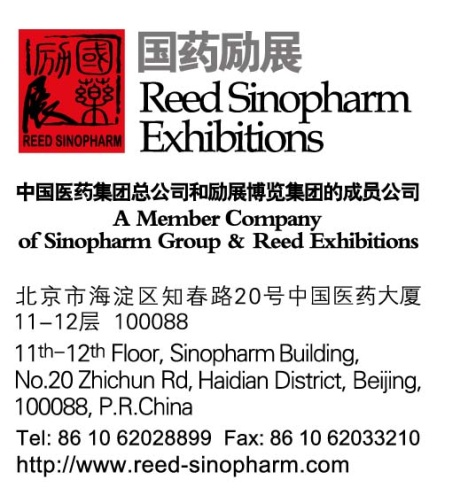 國藥
励展
REED SINOPHARM
国药励展
Reed Sinopharm
Exhibitions
中国医药集团总公司和励展博览集团的成员公司
A Member Company
of Sinopharm Group & Reed Exhibitions
北京市海淀区知春路20号中国医药大厦
11-12层 100088
11th-12th Floor, Sinopharm Building,
No.20 Zhichun Rd, Haidian District, Beijing,
100088, P.R.China
Tel: 86 10 62028899 Fax: 86 10 62033210
http://www.reed-sinopharm.com